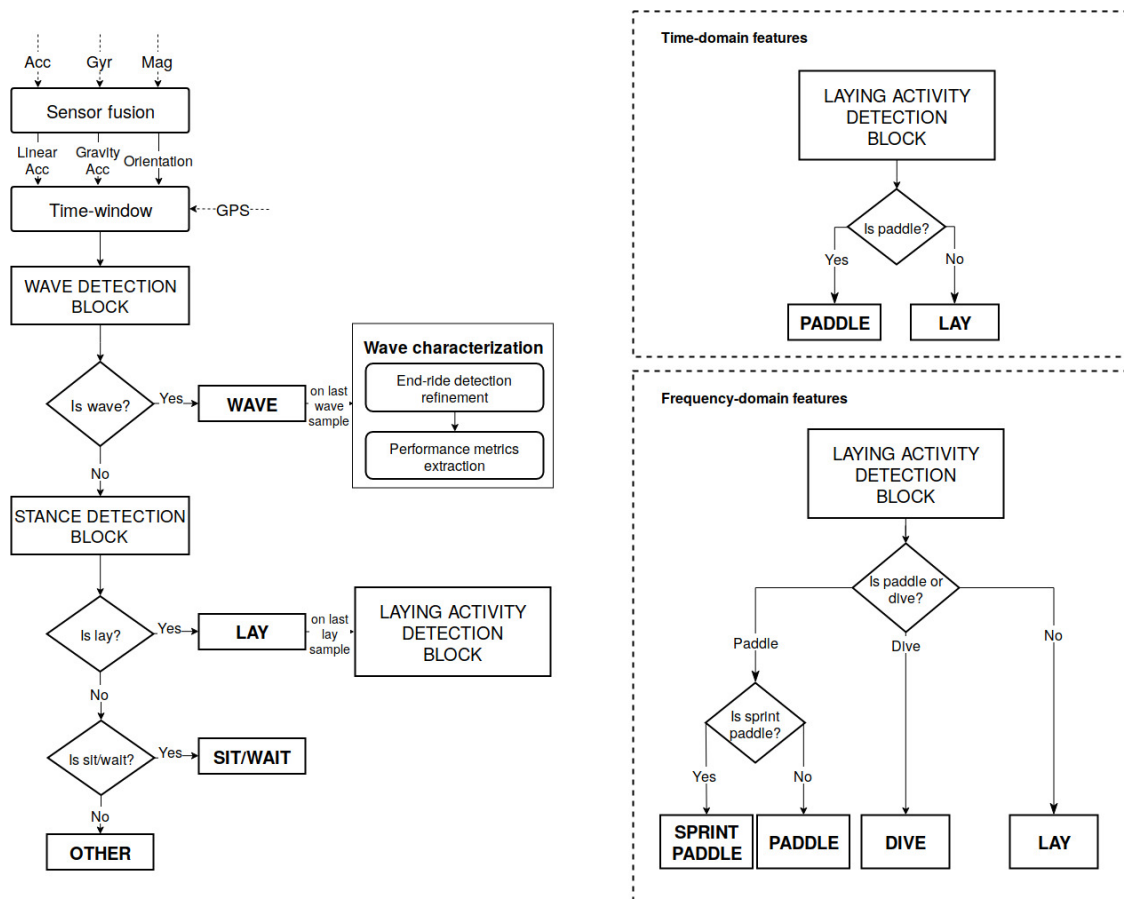 Acc
Gyr
Mag
Sensor fusion
Linear
Acc
Gravity
Acc
Orientation
Time-window
GPS
WAVE DETECTION
BLOCK
Is wave?
Yes
WAVE
on last
wave
sample
Wave characterization
End-ride detection
refinement
Performance metrics
extraction
No
STANCE DETECTION
BLOCK
Is lay?
Yes
LAY
on last
lay
sample
LAYING ACTIVITY
DETECTION
BLOCK
No
Is sit/wait?
Yes
SIT/WAIT
No
OTHER
Time-domain features
LAYING ACTIVITY
DETECTION
BLOCK
Is paddle?
Yes
No
PADDLE
LAY
Frequency-domain features
LAYING ACTIVITY
DETECTION
BLOCK
Is paddle or
dive?
Paddle
Dive
No
Is sprint
paddle?
Yes
No
SPRINT
PADDLE
PADDLE
DIVE
LAY